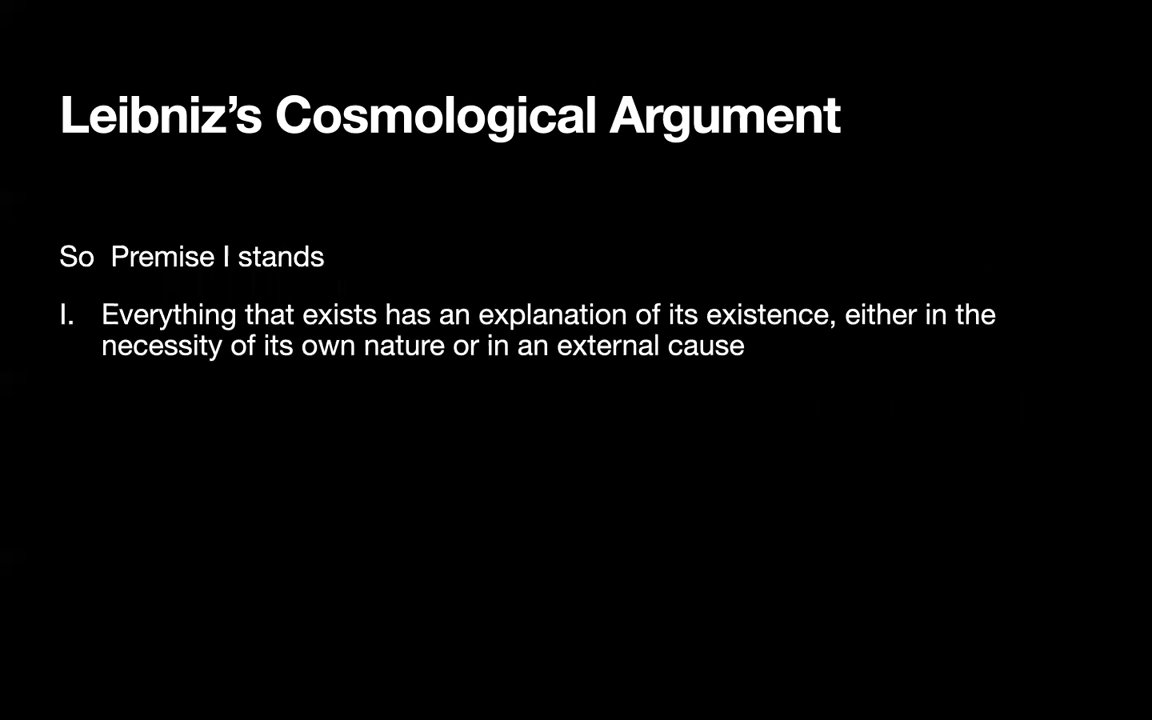 Leibniz’s Cosmological Argument
So  Premise I stands
I. Everything that exists has an explanation of its existence, either in the
necessity of its own nature or in an external cause